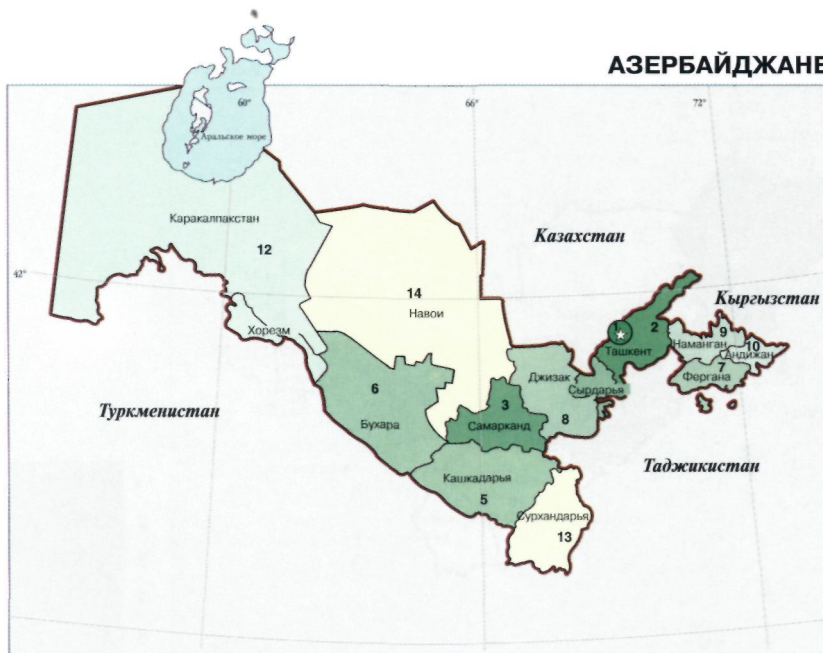 АЗЕРБАЙДЖАНЕ
60°
66°
72°
Аральское море
Каракалпакстан
12
Казахстан
42°
14
Навои
Кыргызстан
1
2
9
Хорезм
Ташкент
Наманган
10
Андижан
Джизак
7
Фергана
6
3
Сырдарья
Туркменистан
Бухара
Самарканд
8
Таджикистан
Кашкадарья
5
Сурхандарья
13